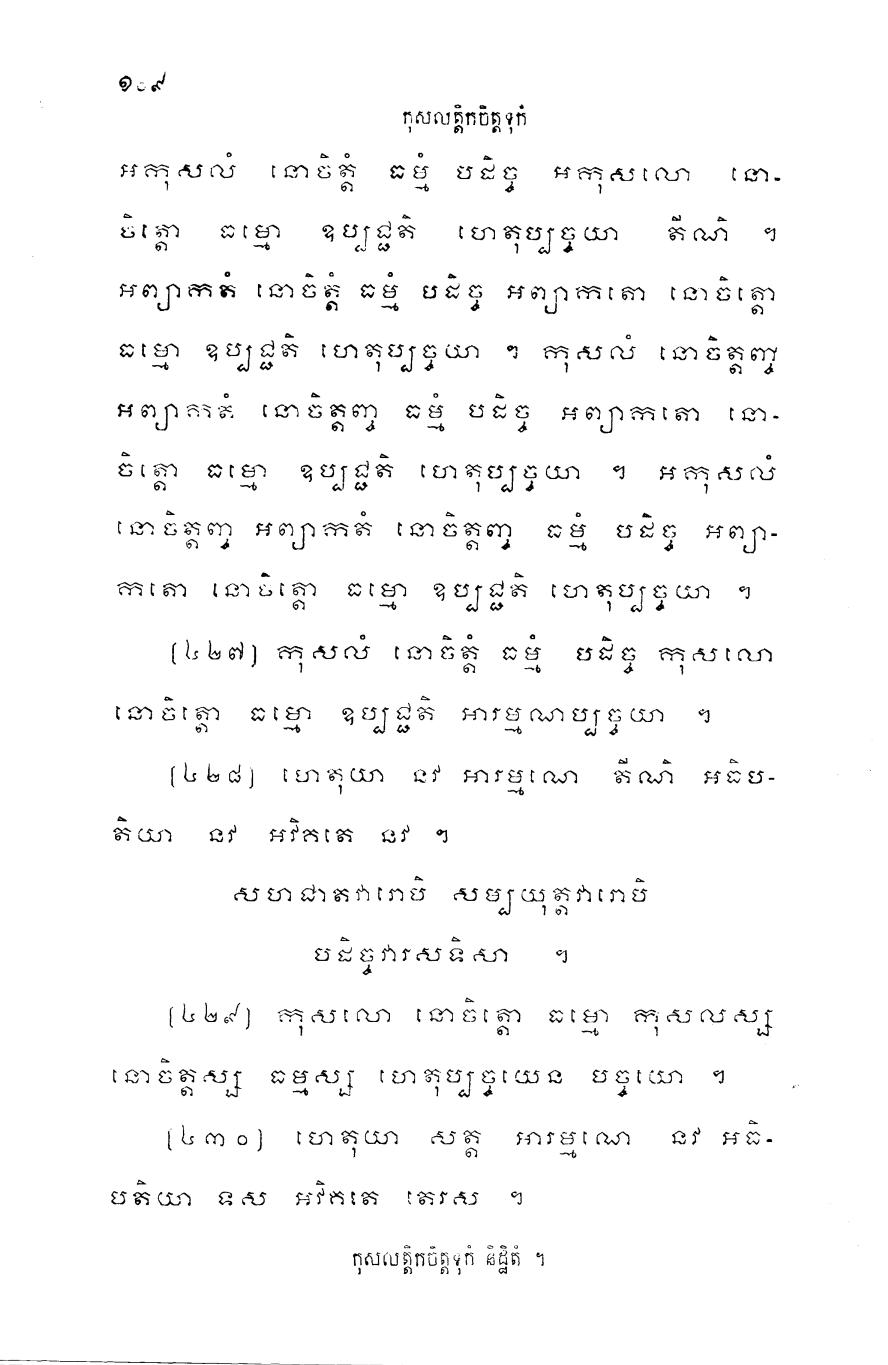 ១០៩
កុសលត្តិកចិត្តទុកំ
អកុសលំ នោចិត្តំ ធម្មំ បដិច្ច អកុសលោ នោ-
ចិត្តោ ធម្មោ ឧប្បជ្ជតិ ហេតុប្បច្ចយា តីណិ ។
អព្យាកតំ នោចិត្តំ ធម្មំ បដិច្ច អព្យាកតោ នោចិត្តោ
ធម្មោ ឧប្បជ្ជតិ ហេតុប្បច្ចយា ។ កុសលំ នោចិត្តញ្ច
អព្យាកតំ នោចិត្តញ្ច ធម្មំ បដិច្ច អព្យាកតោ នោ-
ចិត្តោ ធម្មោ ឧប្បជ្ជតិ ហេតុប្បច្ចយា ។ អកុសលំ
នោចិត្តញ្ច អព្យាកតំ នោចិត្តញ្ច ធម្មំ បដិច្ច អព្យា-
កតោ នោចិត្តោ ធម្មោ ឧប្បជ្ជតិ ហេតុប្បច្ចយា ។
(៤២៧) កុសលំ នោចិត្តំ ធម្មំ បដិច្ច កុសលោ
នោចិត្តោ ធម្មោ ឧប្បជ្ជតិ អារម្មណប្បច្ចយា ។
(៤២៨) ហេតុយា នវ អារម្មណេ តីណិ អធិប-
តិយា នវ អវិគតេ នវ ។
សហជាតវារោបិ សម្បយុត្តវារោបិ
បដិច្ចវារសទិសា ។
(៤២៩) កុសលោ នោចិត្តោ ធម្មោ កុសលស្ស
នោចិត្តស្ស ធម្មស្ស ហេតុប្បច្ចយេន បច្ចយោ ។
(៤៣០) ហេតុយា សត្ត អារម្មណេ នវ អធិ-
បតិយា ទស អវិគតេ តេរស ។
កុសលត្តិកចិត្តទុកំ និដ្ឋិតំ ។